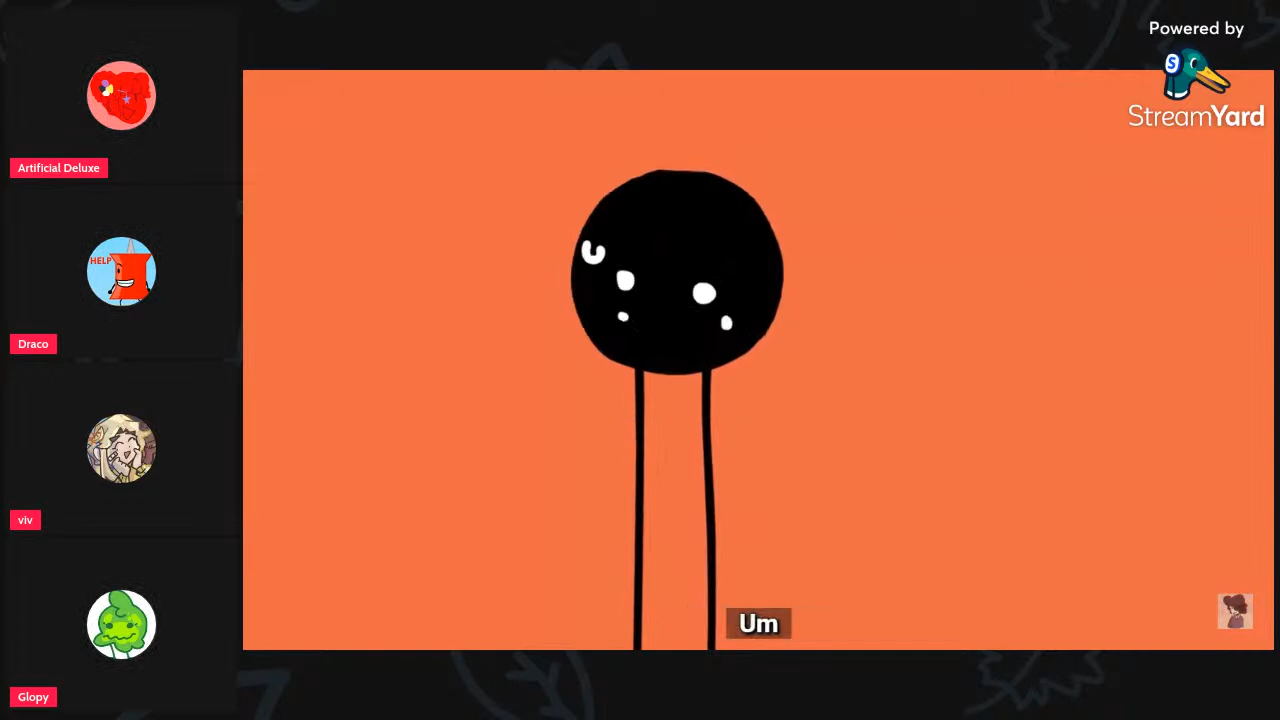 Powered by
S
StreamYard
Artificial Deluxe
HELP
Draco
viv
Glopy
Um